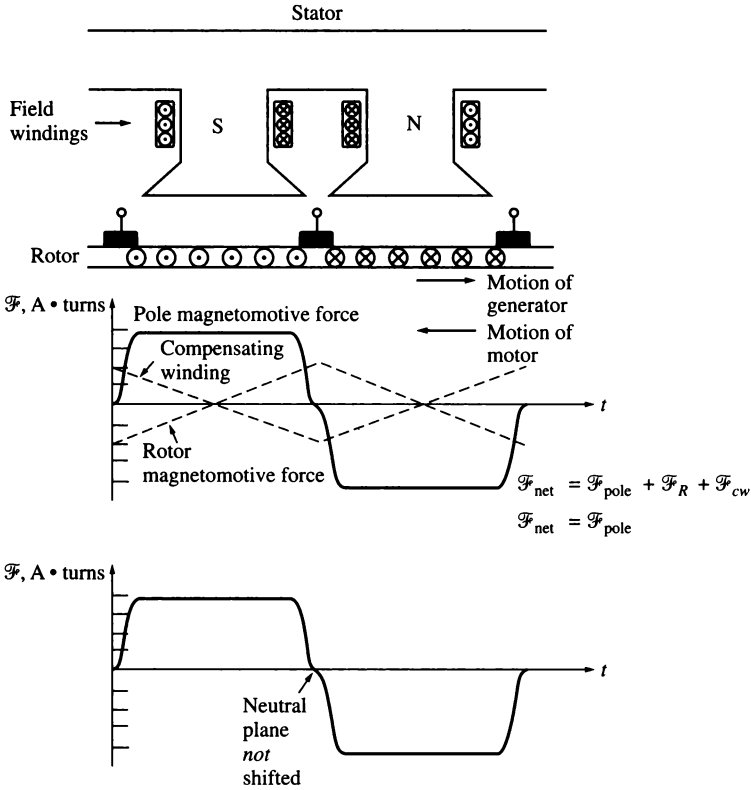 Stator
Field
windings
S
N
Rotor
Motion of
generator
Motion of
motor
ℱ, A • turns
Pole magnetomotive force
Compensating
winding
t
Rotor
magnetomotive force
ℱnet = ℱpole + ℱR + ℱcw
ℱnet = ℱpole
ℱ, A • turns
t
Neutral
plane
not
shifted